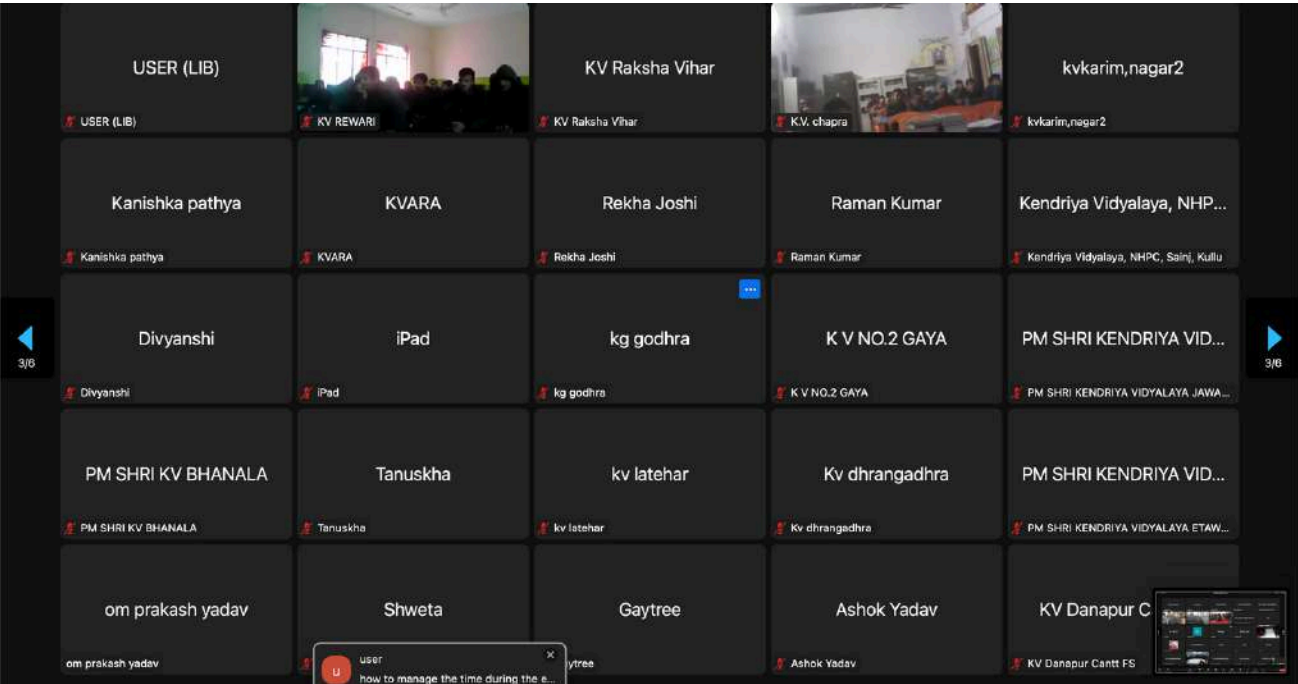 USER (LIB)
USER (LIB)
KV REWARI
KV Raksha Vihar
KV Raksha Vihar
K.V. chapra
kvkarim,nagar2
kvkarim,nagar2
Kanishka pathya
Kanishka pathya
KVARA
KVARA
Rekha Joshi
Rekha Joshi
Raman Kumar
Raman Kumar
Kendriya Vidyalaya, NHP...
Kendriya Vidyalaya, NHPC, Sainj, Kullu
3/6
Divyanshi
Divyanshi
iPad
iPad
...
kg godhra
kg godhra
K V NO.2 GAYA
K V NO.2 GAYA
PM SHRI KENDRIYA VID...
PM SHRI KENDRIYA VIDYALAYA JAWA...
3/6
PM SHRI KV BHANALA
PM SHRI KV BHANALA
Tanuskha
Tanuskha
kv latehar
kv latehar
Kv dhrangadhra
Kv dhrangadhra
PM SHRI KENDRIYA VID...
PM SHRI KENDRIYA VIDYALAYA ETAW...
om prakash yadav
om prakash yadav
Shweta
U
user
how to manage the time during the e...
Gaytree
ytree
Ashok Yadav
Ashok Yadav
KV Danapur C
KV Danapur Cantt FS